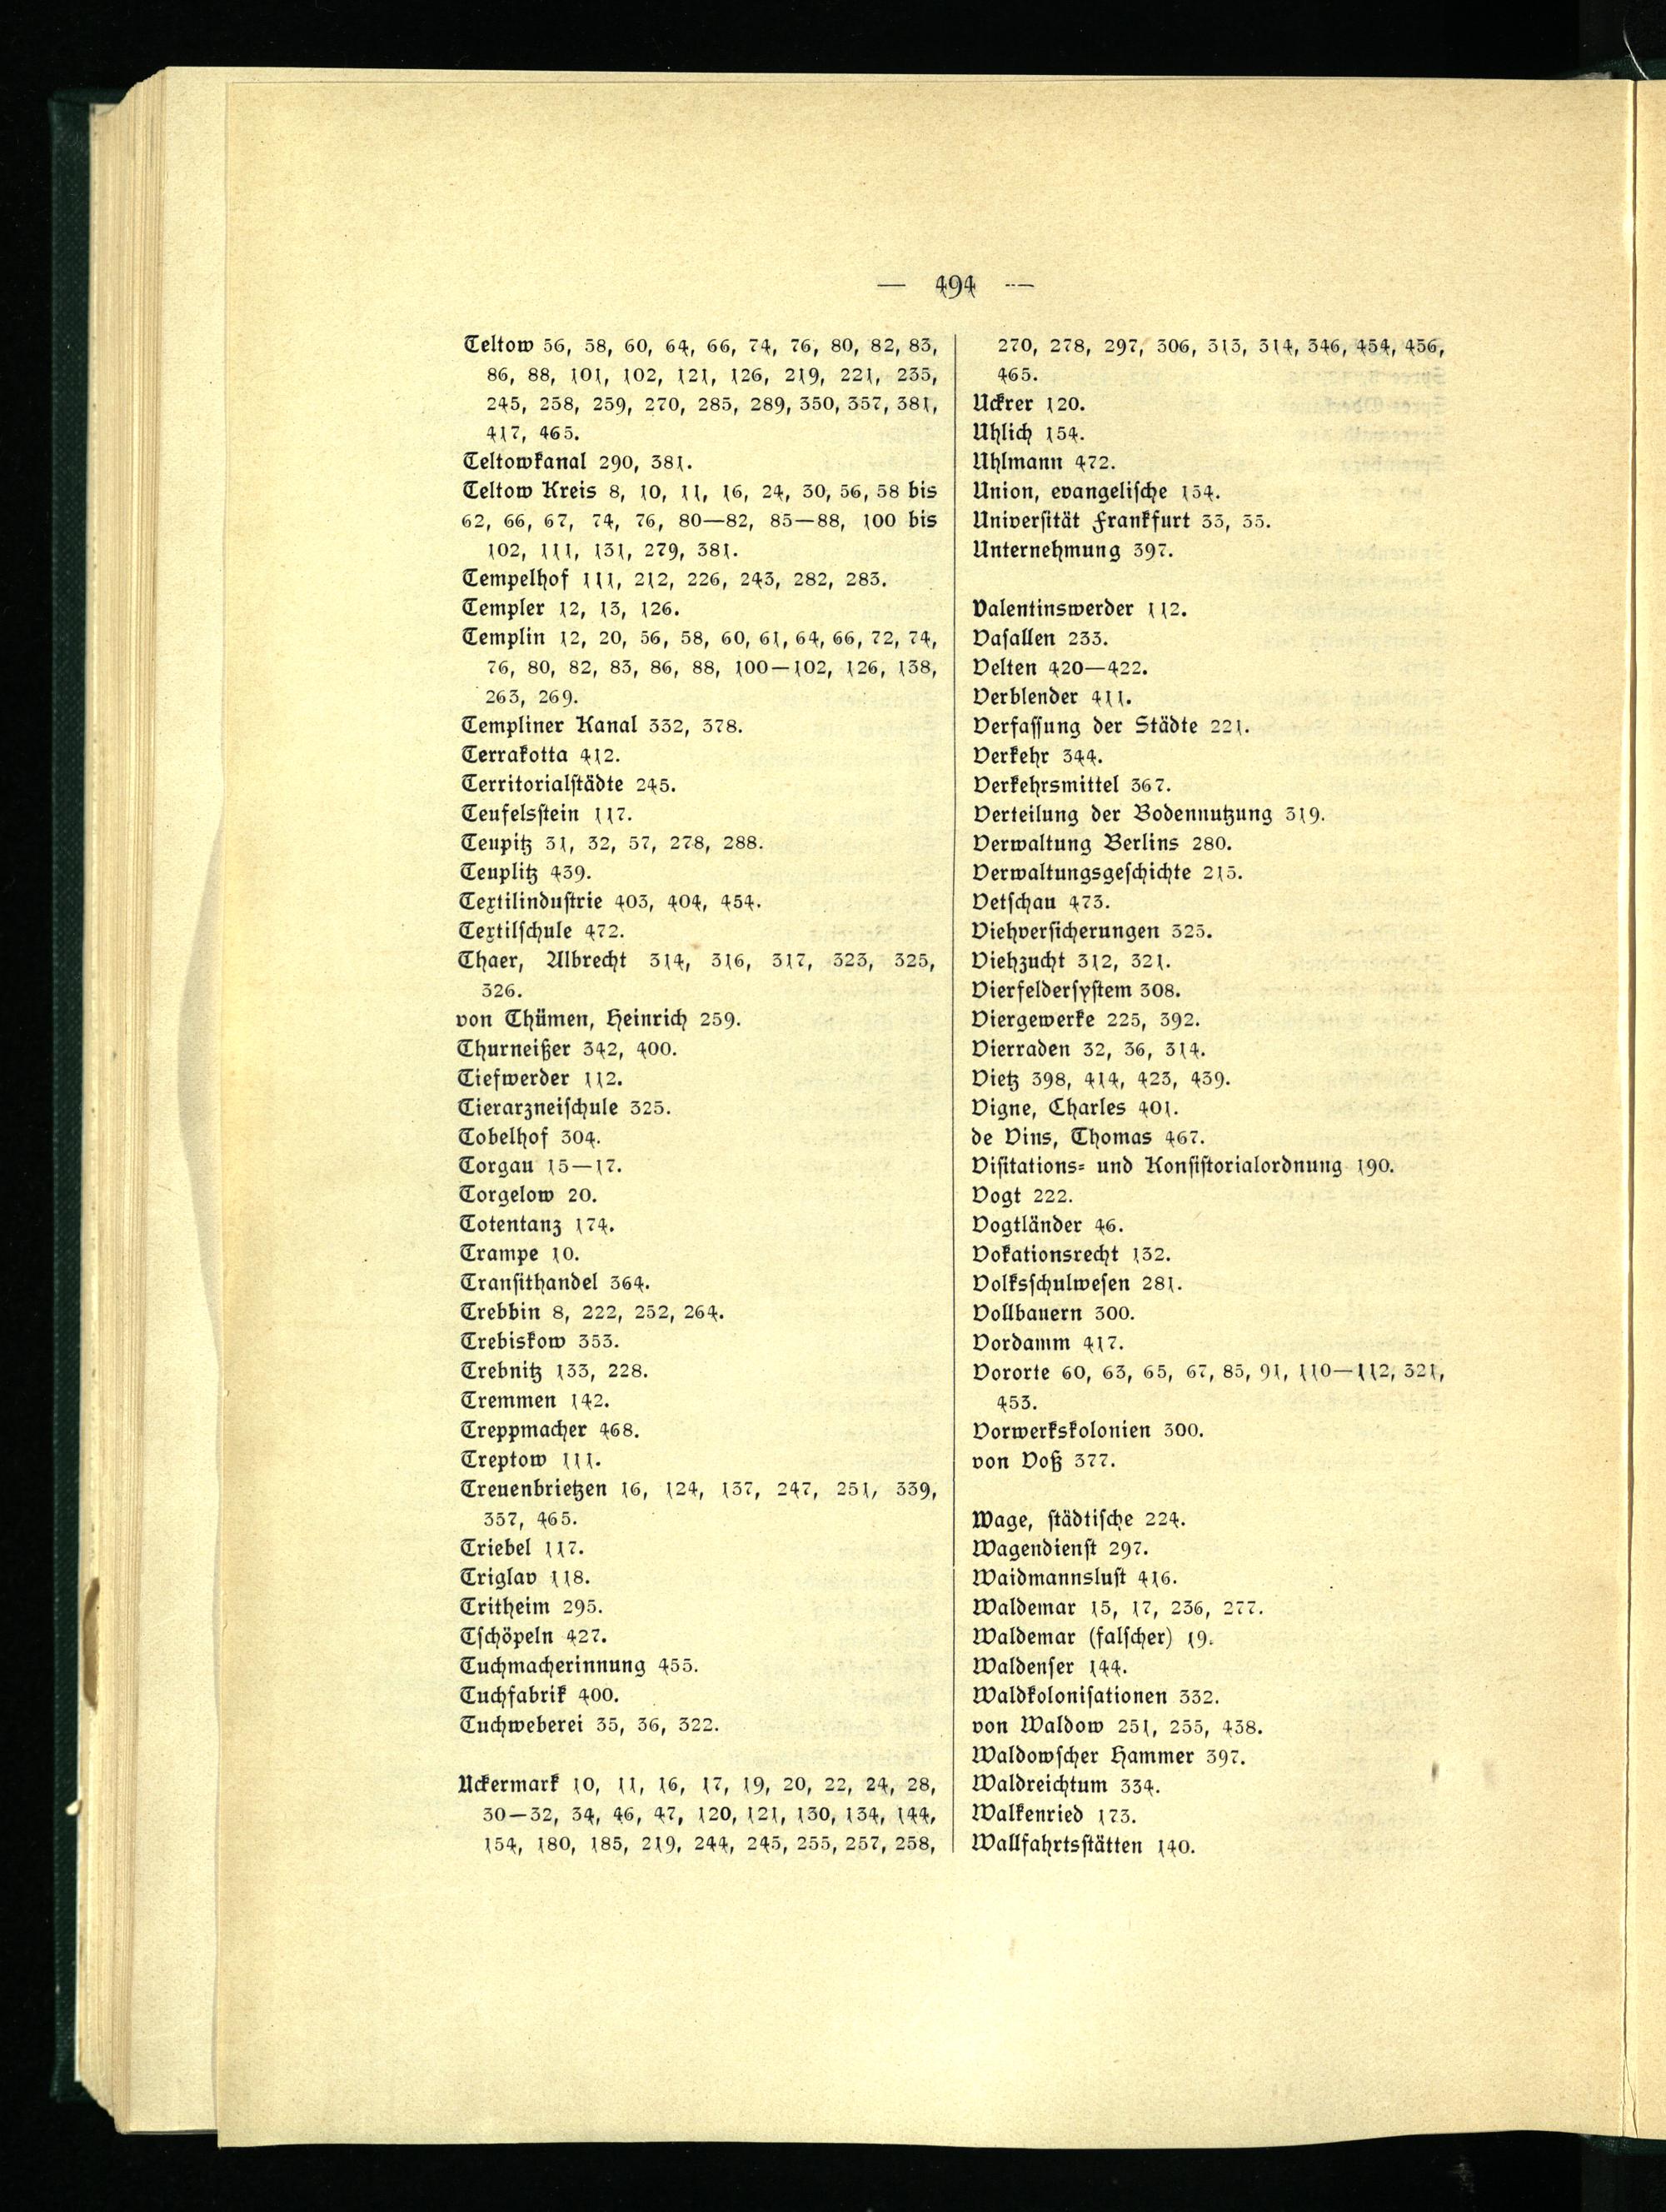 — 494 —
Teltow 56, 58, 60, 64, 66, 74, 76, 80, 82, 83,
86, 88, 101, 102, 121, 126, 219, 221, 235,
245, 258, 259, 270, 285, 289, 350, 357, 381,
417, 465.
Teltowkanal 290, 381.
Teltow Kreis 8, 10, 11, 16, 24, 30, 56, 58 bis
62, 66, 67, 74, 76, 80—82, 85—88, 100 bis
102, 111, 131, 279, 381.
Tempelhof 111, 212, 226, 243, 282, 283.
Templer 12, 13, 126.
Templin 12, 20, 56, 58, 60, 61, 64, 66, 72, 74,
76, 80, 82, 83, 86, 88, 100—102, 126, 138,
263, 269.
Templiner Kanal 332, 378.
Terrakotta 412.
Territorialſtädte 245.
Teufelsſtein 117.
Teupitz 31, 32, 57, 278, 288.
Teuplitz 439.
Textilinduſtrie 403, 404, 454.
Textilſchule 472.
Thaer, Albrecht 314, 316, 317, 323, 325,
326.
von Thümen, Heinrich 259.
Thurneißer 342, 400.
Tiefwerder 112.
Tierarzneiſchule 325.
Tobelhof 304.
Torgau 15—17.
Torgelow 20.
Totentanz 174.
Trampe 10.
Tranſithandel 364.
Trebbin 8, 222, 252, 264.
Trebiskow 353.
Trebnitz 133, 228.
Tremmen 142.
Treppmacher 468.
Treptow 111.
Treuenbrietzen 16, 124, 137, 247, 251, 339,
357, 465.
Triebel 117.
Triglav 118.
Tritheim 295.
Tſchöpeln 427.
Tuchmacherinnung 455.
Tuchfabrik 400.
Tuchweberei 35, 36, 322.
Uckermark 10, 11, 16, 17, 19, 20, 22, 24, 28,
30—32, 34, 46, 47, 120, 121, 130, 134, 144,
154, 180, 185, 219, 244, 245, 255, 257, 258,
270, 278, 297, 306, 313, 314, 346, 454, 456,
465.
Uckrer 120.
Uhlich 154.
Uhlmann 472.
Union, evangeliſche 154.
Univerſität Frankfurt 33, 35.
Unternehmung 397.
Valentinswerder 112.
Vaſallen 233.
Velten 420—422.
Verblender 411.
Verfaſſung der Städte 221.
Verkehr 344.
Verkehrsmittel 367.
Verteilung der Bodennutzung 319.
Verwaltung Berlins 280.
Verwaltungsgeſchichte 215.
Vetſchau 473.
Viehverſicherungen 325.
Viehzucht 312, 321.
Vierfelderſyſtem 308.
Viergewerke 225, 392.
Vierraden 32, 36, 314.
Vietz 398, 414, 423, 439.
Vigne, Charles 401.
de Vins, Thomas 467.
Viſitations- und Konſiſtorialordnung 190.
Vogt 222.
Vogtländer 46.
Vokationsrecht 132.
Volksſchulweſen 281.
Vollbauern 300.
Vordamm 417.
Vororte 60, 63, 65, 67, 85, 91, 110—112, 321,
453.
Vorwerkskolonien 300.
von Voß 377.
Wage, ſtädtiſche 224.
Wagendienſt 297.
Waidmannsluſt 416.
Waldemar 15, 17, 236, 277.
Waldemar (falſcher) 19.
Waldenſer 144.
Waldkoloniſationen 332.
von Waldow 251, 255, 438.
Waldowſcher Hammer 397.
Waldreichtum 334.
Walkenried 173.
Wallfahrtsſtätten 140.